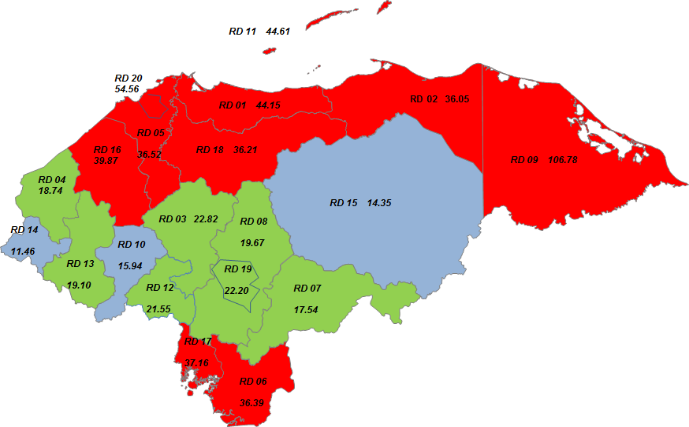 RD 11 44.61
RD 20
54.56
RD 01 44.15
RD 02 36.05
RD 05
36.52
RD 16
39.87
RD 18 36.21
RD 09 106.78
RD 04
18.74
RD 15 14.35
RD 03 22.82
RD 08
19.67
RD 14
11.46
RD 10
15.94
RD 13
19.10
RD 19
22.20
RD 12
21.55
RD 07
17.54
RD 17
37.16
RD 06
36.39